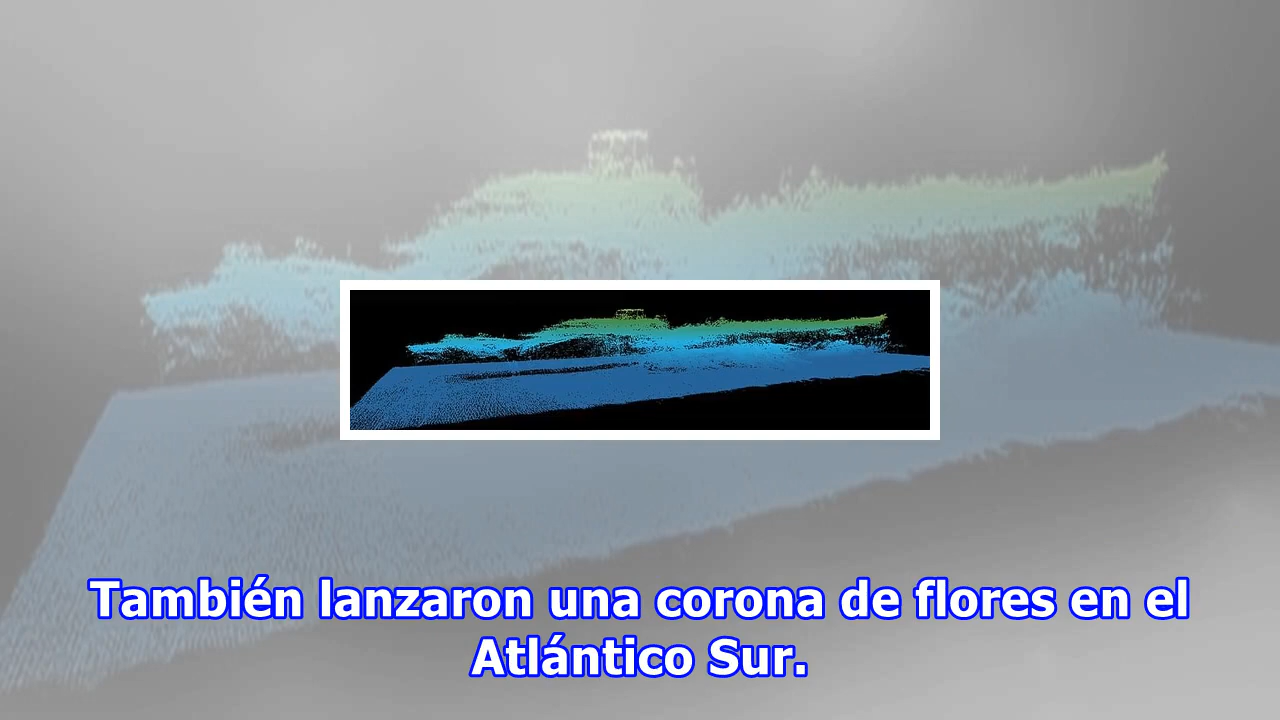 También lanzaron una corona de flores en el
Atlántico Sur.